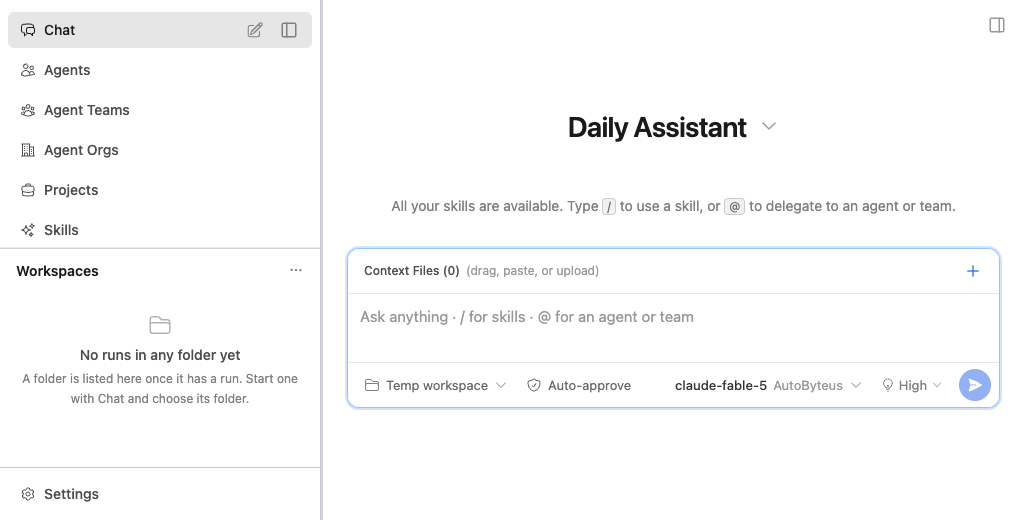 Chat
Agents
Agent Teams
Agent Orgs
Projects
Skills
Workspaces
No runs in any folder yet
A folder is listed here once it has a run. Start one
with Chat and choose its folder.
Settings
Daily Assistant
All your skills are available. Type / to use a skill, or @ to delegate to an agent or team.
Context Files (0) (drag, paste, or upload)
Ask anything · / for skills · @ for an agent or team
Temp workspace Auto-approve claude-fable-5 AutoByteus High